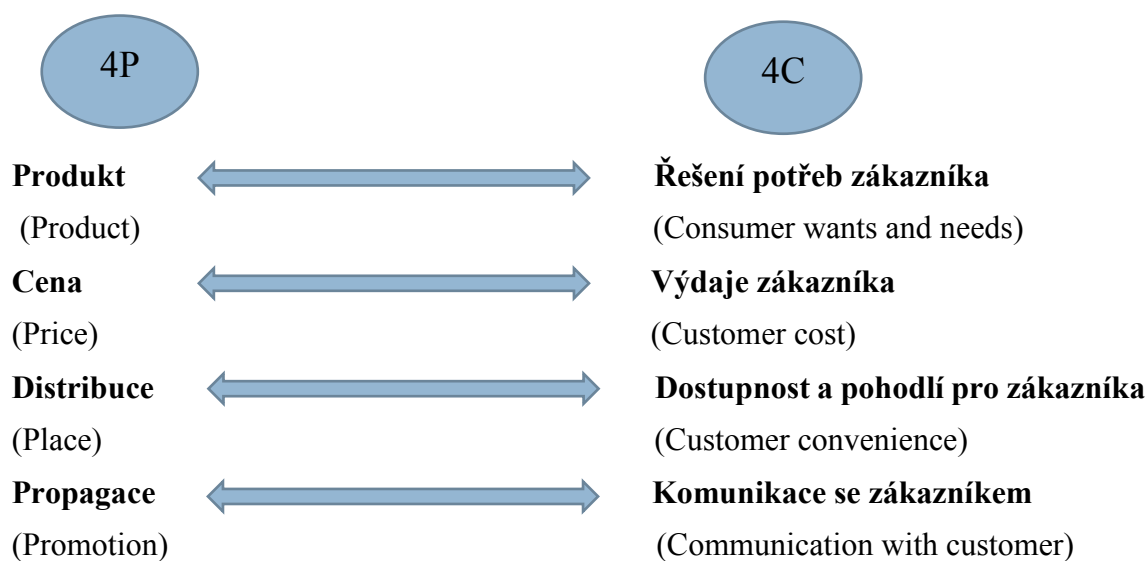 4P 4C
Produkt Řešení potřeb zákazníka
(Product) (Consumer wants and needs)
Cena Výdaje zákazníka
(Price) (Customer cost)
Distribuce Dostupnost a pohodlí pro zákazníka
(Place) (Customer convenience)
Propagace Komunikace se zákazníkem
(Promotion) (Communication with customer)